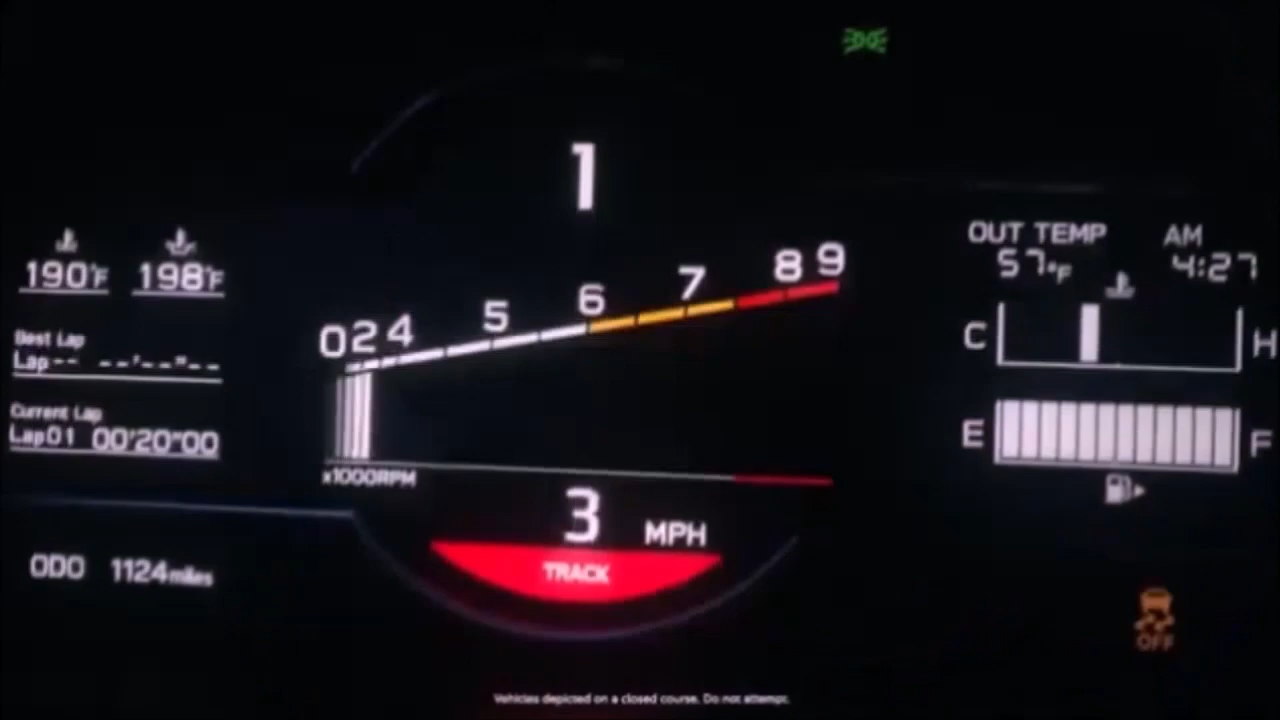 1
OUT TEMP AM
57°F 4:27
190°F 198°F
0 2 4 5 6 7 8 9
C H
Best Lap
Lap-- --'--"--
Current Lap
Lap01 00'20"00
E F
x1000RPM
3 MPH
TRACK
ODO 1124miles
OFF
Vehicles depicted on a closed course. Do not attempt.